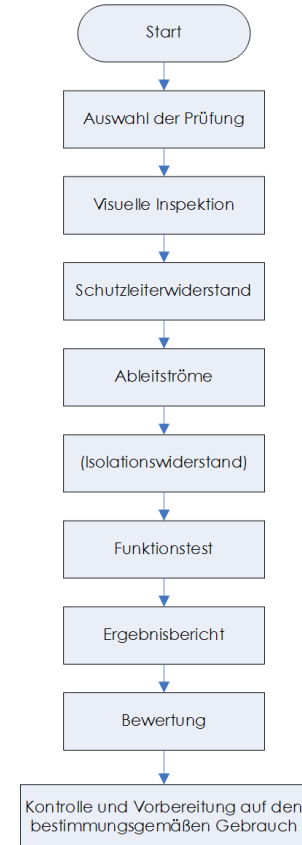 Start
Auswahl der Prüfung
Visuelle Inspektion
Schutzleiterwiderstand
Ableitströme
(Isolationswiderstand)
Funktionstest
Ergebnisbericht
Bewertung
Kontrolle und Vorbereitung auf den
bestimmungsgemäßen Gebrauch